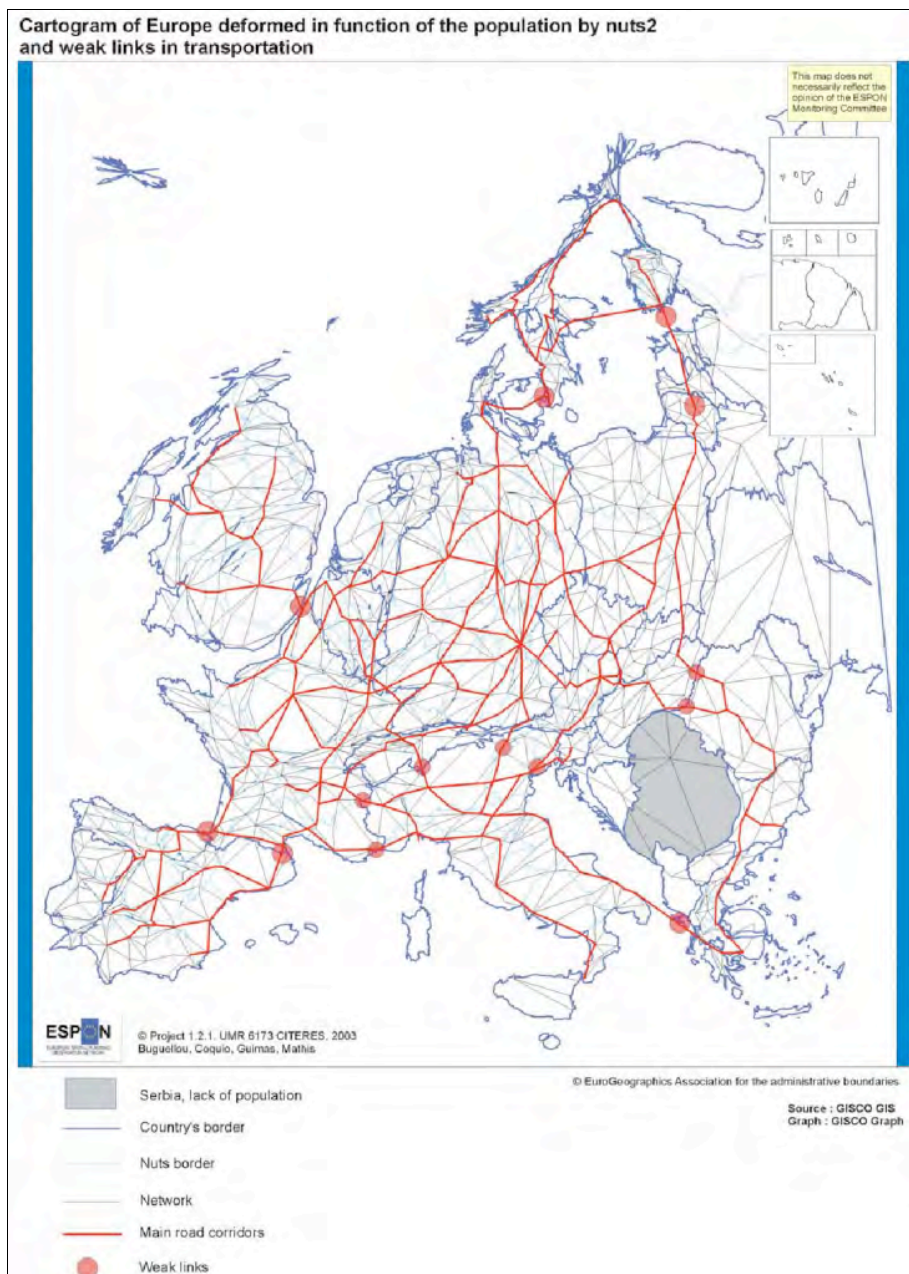 Cartogram of Europe deformed in function of the population by nuts2
and weak links in transportation
This map does not
necessarily reflect the
opinion of the ESPON
Monitoring Committee
ESPON
© Project 1.2.1. UMR 6173 CITERES, 2003
Buguellou, Coquio, Guimas, Mathis
© EuroGeographics Association for the administrative boundaries
Source : GISCO GIS
Graph : GISCO Graph
Serbia, lack of population
Country's border
Nuts border
Network
Main road corridors
Weak links